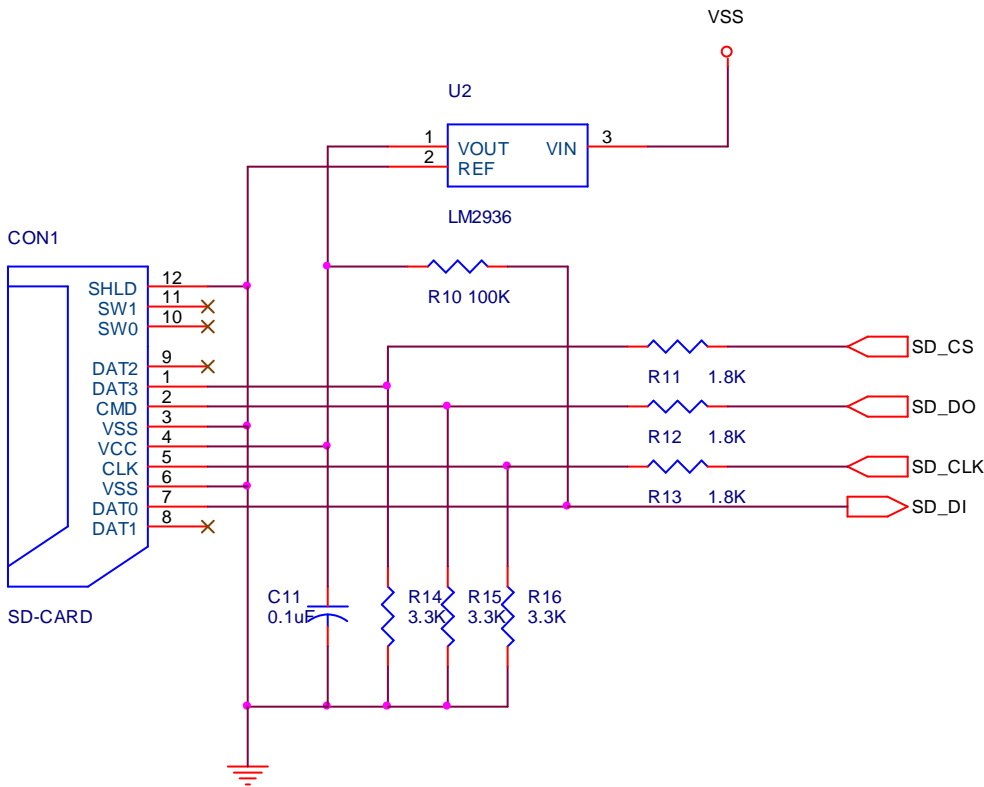 VSS
U2
1 VOUT VIN 3
2 REF
LM2936
CON1
SHLD 12
SW1 11
SW0 10
DAT2 9
DAT3 1
CMD 2
VSS 3
VCC 4
CLK 5
VSS 6
DAT0 7
DAT1 8
SD-CARD
R10 100K
SD_CS
R11 1.8K
SD_DO
R12 1.8K
SD_CLK
R13 1.8K
SD_DI
C11
0.1uF
R14
3.3K
R15
3.3K
R16
3.3K